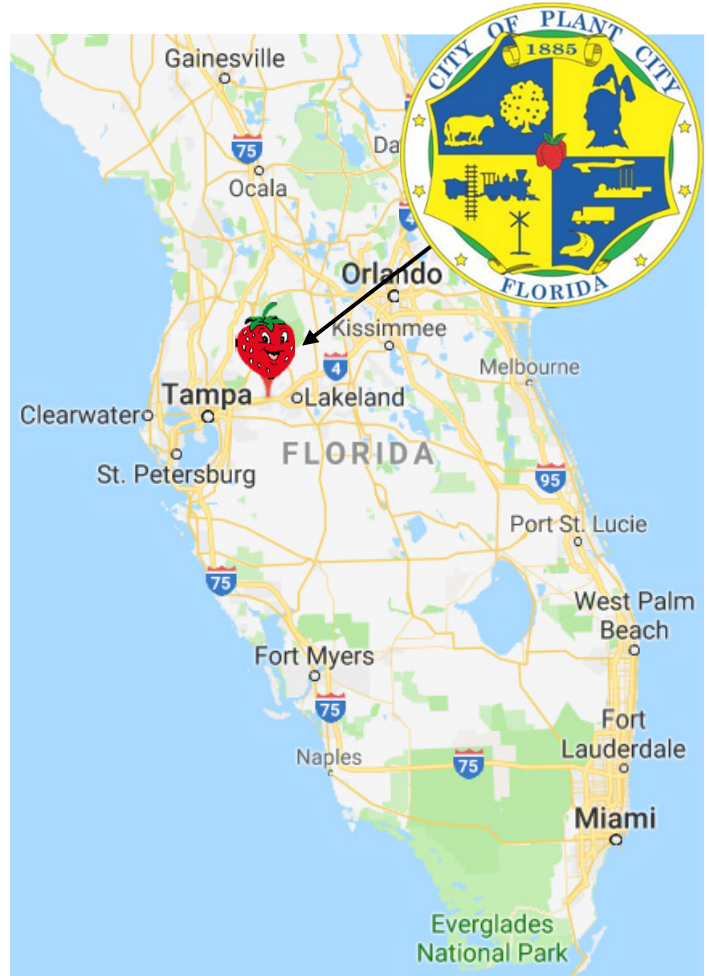 CITY OF PLANT CITY
1885
FLORIDA
Gainesville
75
Ocala
Da
4
Orlando
Kissimmee
4
Melbourne
Tampa
Lakeland
Clearwater
St. Petersburg
FLORIDA
95
Port St. Lucie
75
West Palm
Beach
Fort Myers
75
Fort
Lauderdale
Naples
75
Miami
Everglades
National Park